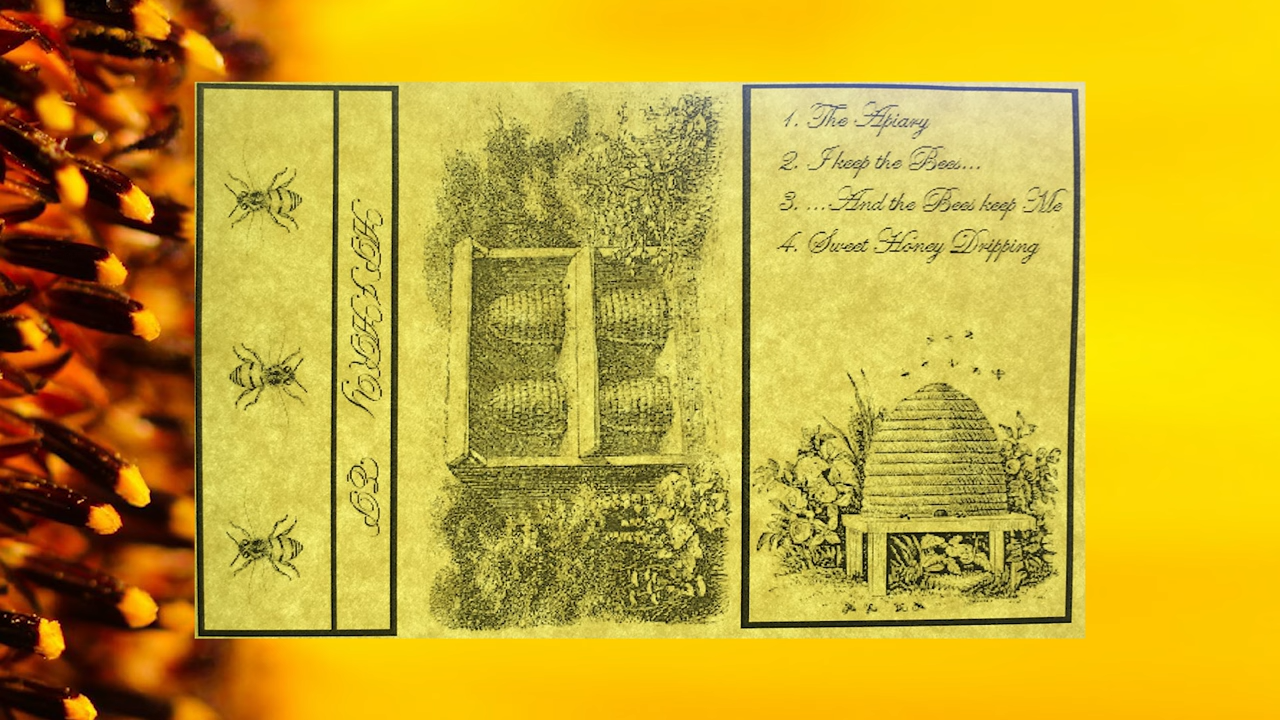 1. The Apiary
2. I keep the Bees...
3. ...And the Bees keep Me
4. Sweet Honey Dripping